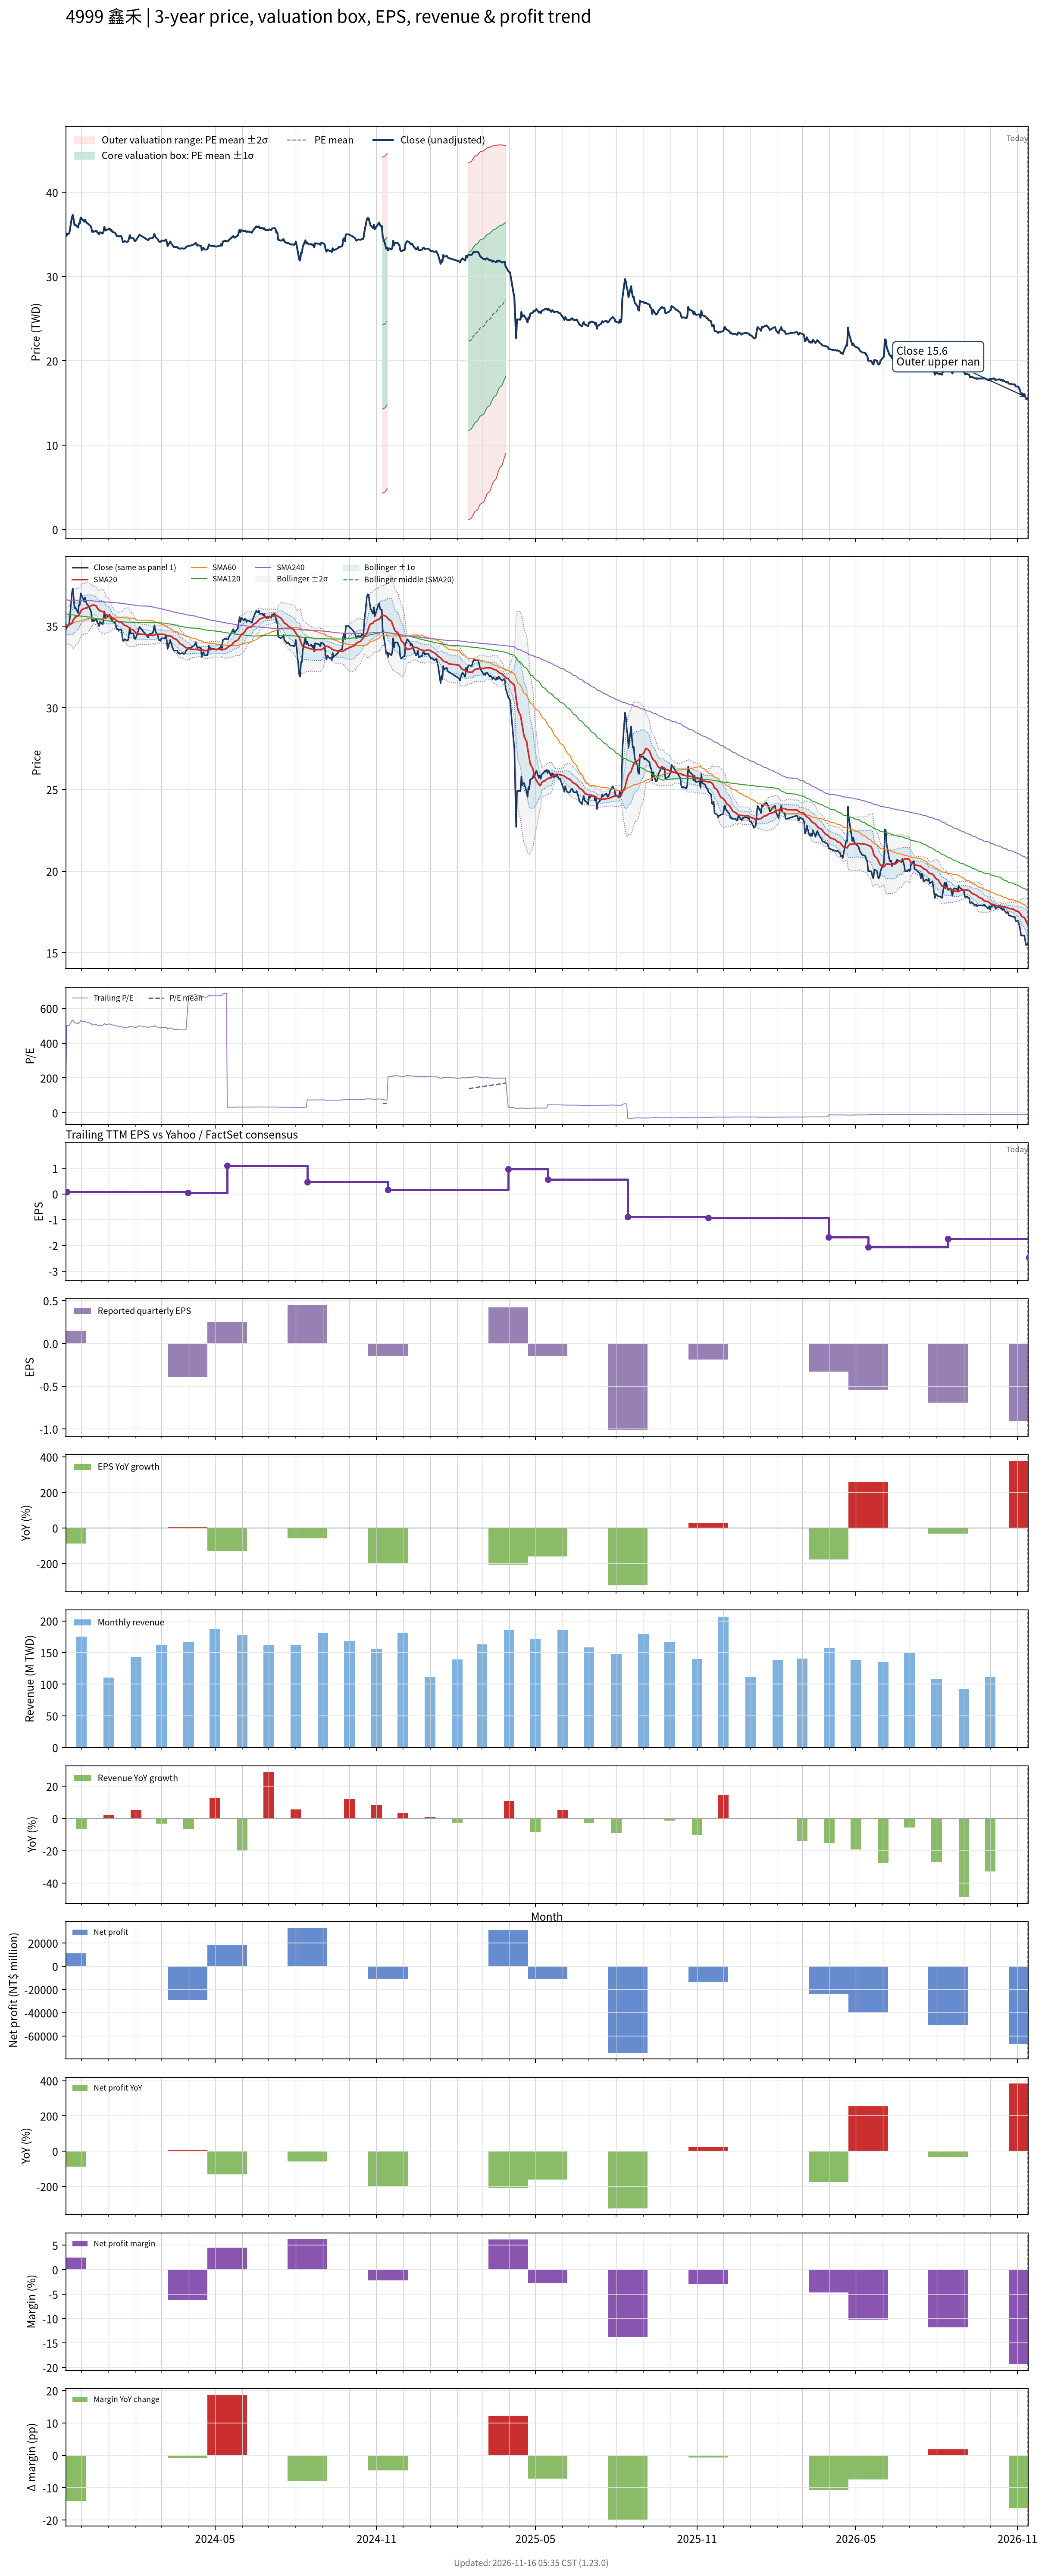 4999 鑫禾 | 3-year price, valuation box, EPS, revenue & profit trend
Outer valuation range: PE mean ±2σ
Core valuation box: PE mean ±1σ
PE mean
Close (unadjusted)
Today
Price (TWD)
40
30
20
10
0
Close 15.6
Outer upper nan
Close (same as panel 1)
SMA20
SMA60
SMA120
SMA240
Bollinger ±2σ
Bollinger ±1σ
Bollinger middle (SMA20)
Price
35
30
25
20
15
Trailing P/E
P/E mean
P/E
600
400
200
0
Trailing TTM EPS vs Yahoo / FactSet consensus
Today
EPS
1
0
-1
-2
-3
Reported quarterly EPS
EPS
0.5
0.0
-0.5
-1.0
EPS YoY growth
YoY (%)
400
200
0
-200
Monthly revenue
Revenue (M TWD)
200
150
100
50
0
Revenue YoY growth
YoY (%)
20
0
-20
-40
Month
Net profit
Net profit (NT$ million)
20000
0
-20000
-40000
-60000
Net profit YoY
YoY (%)
400
200
0
-200
Net profit margin
Margin (%)
5
0
-5
-10
-15
-20
Margin YoY change
Δ margin (pp)
20
10
0
-10
-20
2024-05
2024-11
2025-05
2025-11
2026-05
2026-11
Updated: 2026-11-16 05:35 CST (1.23.0)